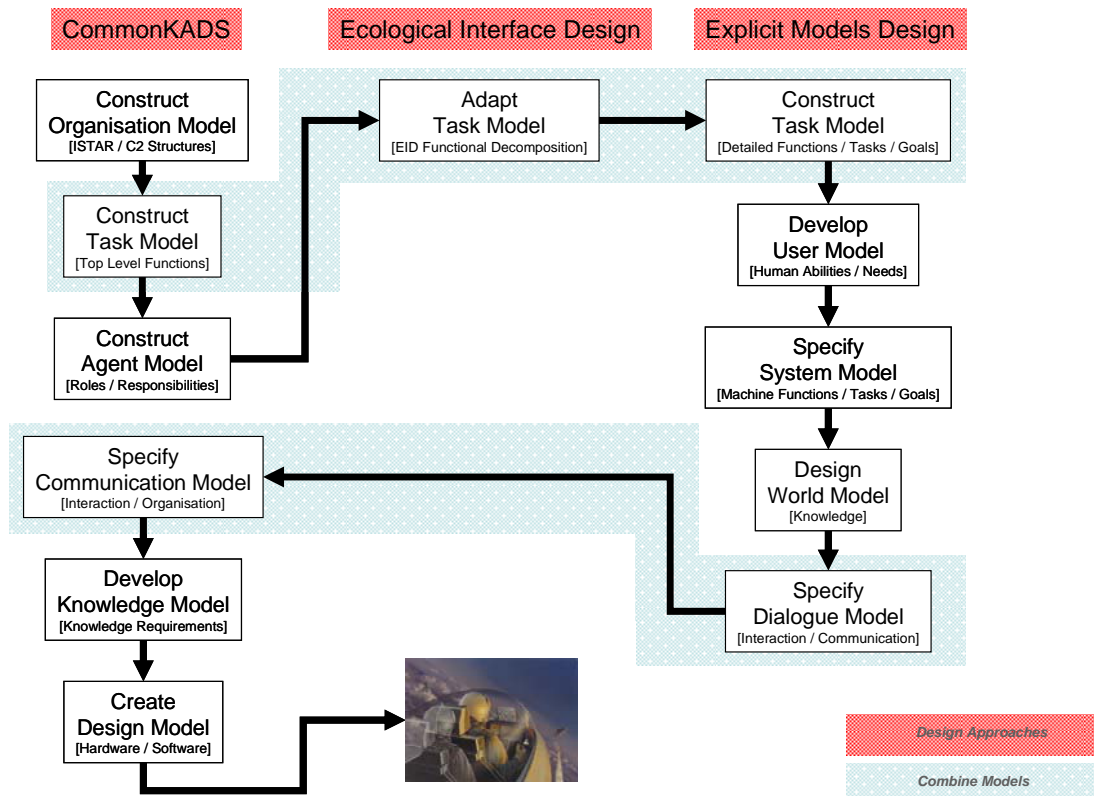 CommonKADS
Ecological Interface Design
Explicit Models Design
Construct
Organisation Model
[ISTAR / C2 Structures]
Construct
Task Model
[Top Level Functions]
Construct
Agent Model
[Roles / Responsibilities]
Adapt
Task Model
[EID Functional Decomposition]
Construct
Task Model
[Detailed Functions / Tasks / Goals]
Develop
User Model
[Human Abilities / Needs]
Specify
System Model
[Machine Functions / Tasks / Goals]
Design
World Model
[Knowledge]
Specify
Dialogue Model
[Interaction / Communication]
Specify
Communication Model
[Interaction / Organisation]
Develop
Knowledge Model
[Knowledge Requirements]
Create
Design Model
[Hardware / Software]
Design Approaches
Combine Models